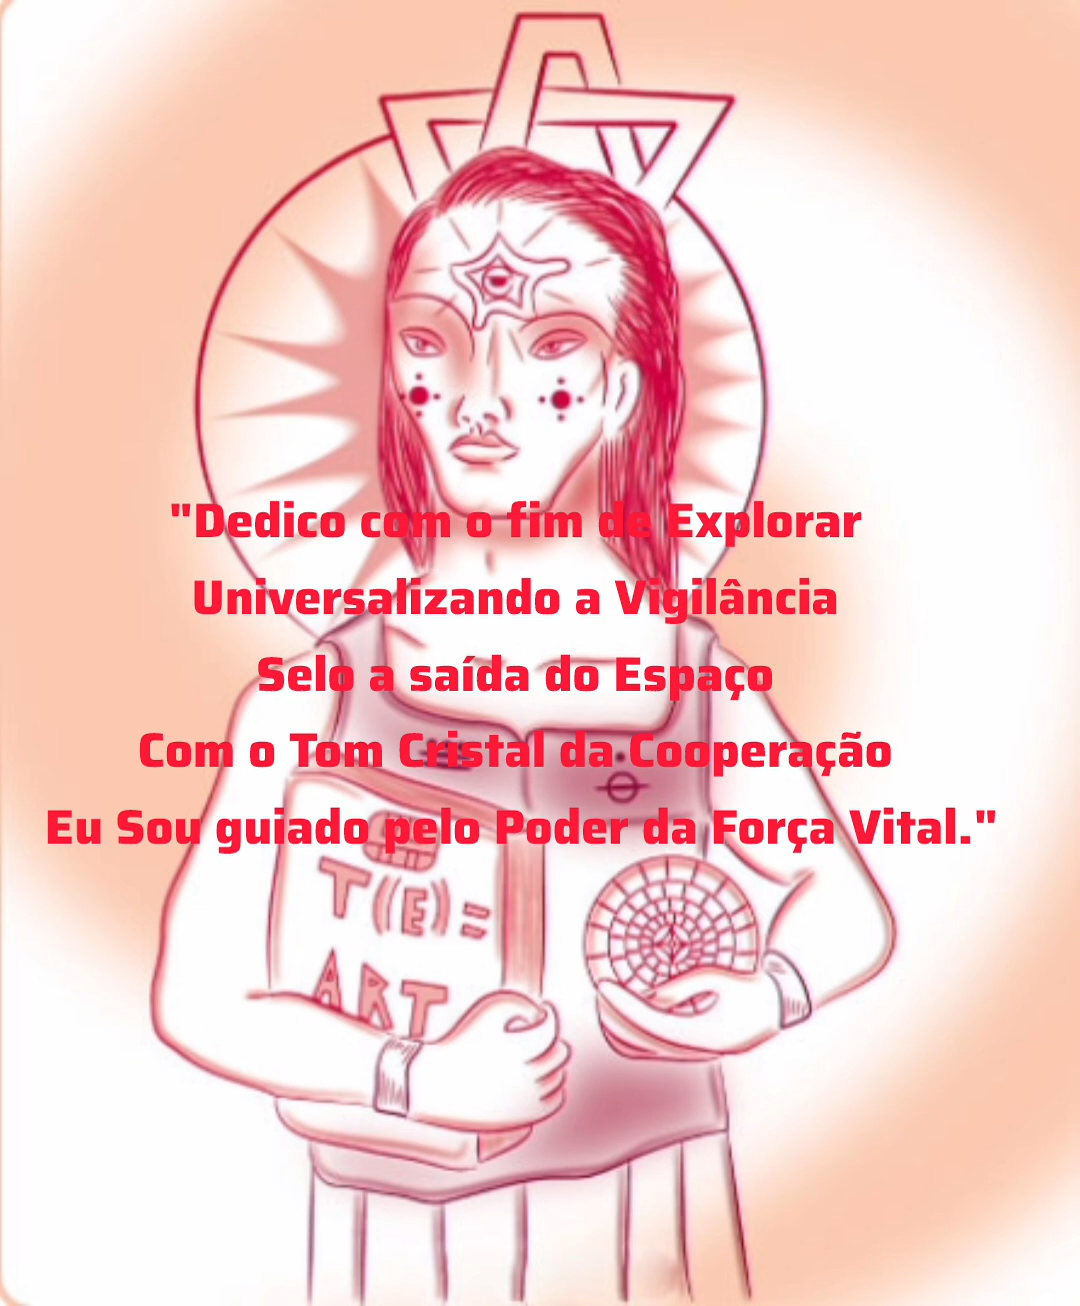 "Dedico com o fim de Explorar
Universalizando a Vigilância
Selo a saída do Espaço
Com o Tom Cristal da Cooperação
Eu Sou guiado pelo Poder da Força Vital."
T((E))=
ART